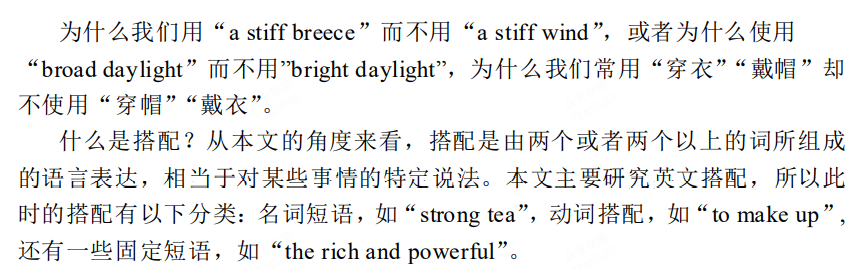 为什么我们用“a stiff breece”而不用“a stiff wind”，或者为什么使用
“broad daylight”而不用”bright daylight”，为什么我们常用“穿衣”“戴帽”却
不使用“穿帽”“戴衣”。
什么是搭配？从本文的角度来看，搭配是由两个或者两个以上的词所组成
的语言表达，相当于对某些事情的特定说法。本文主要研究英文搭配，所以此
时的搭配有以下分类：名词短语，如“strong tea”，动词搭配，如“to make up”，
还有一些固定短语，如“the rich and powerful”。